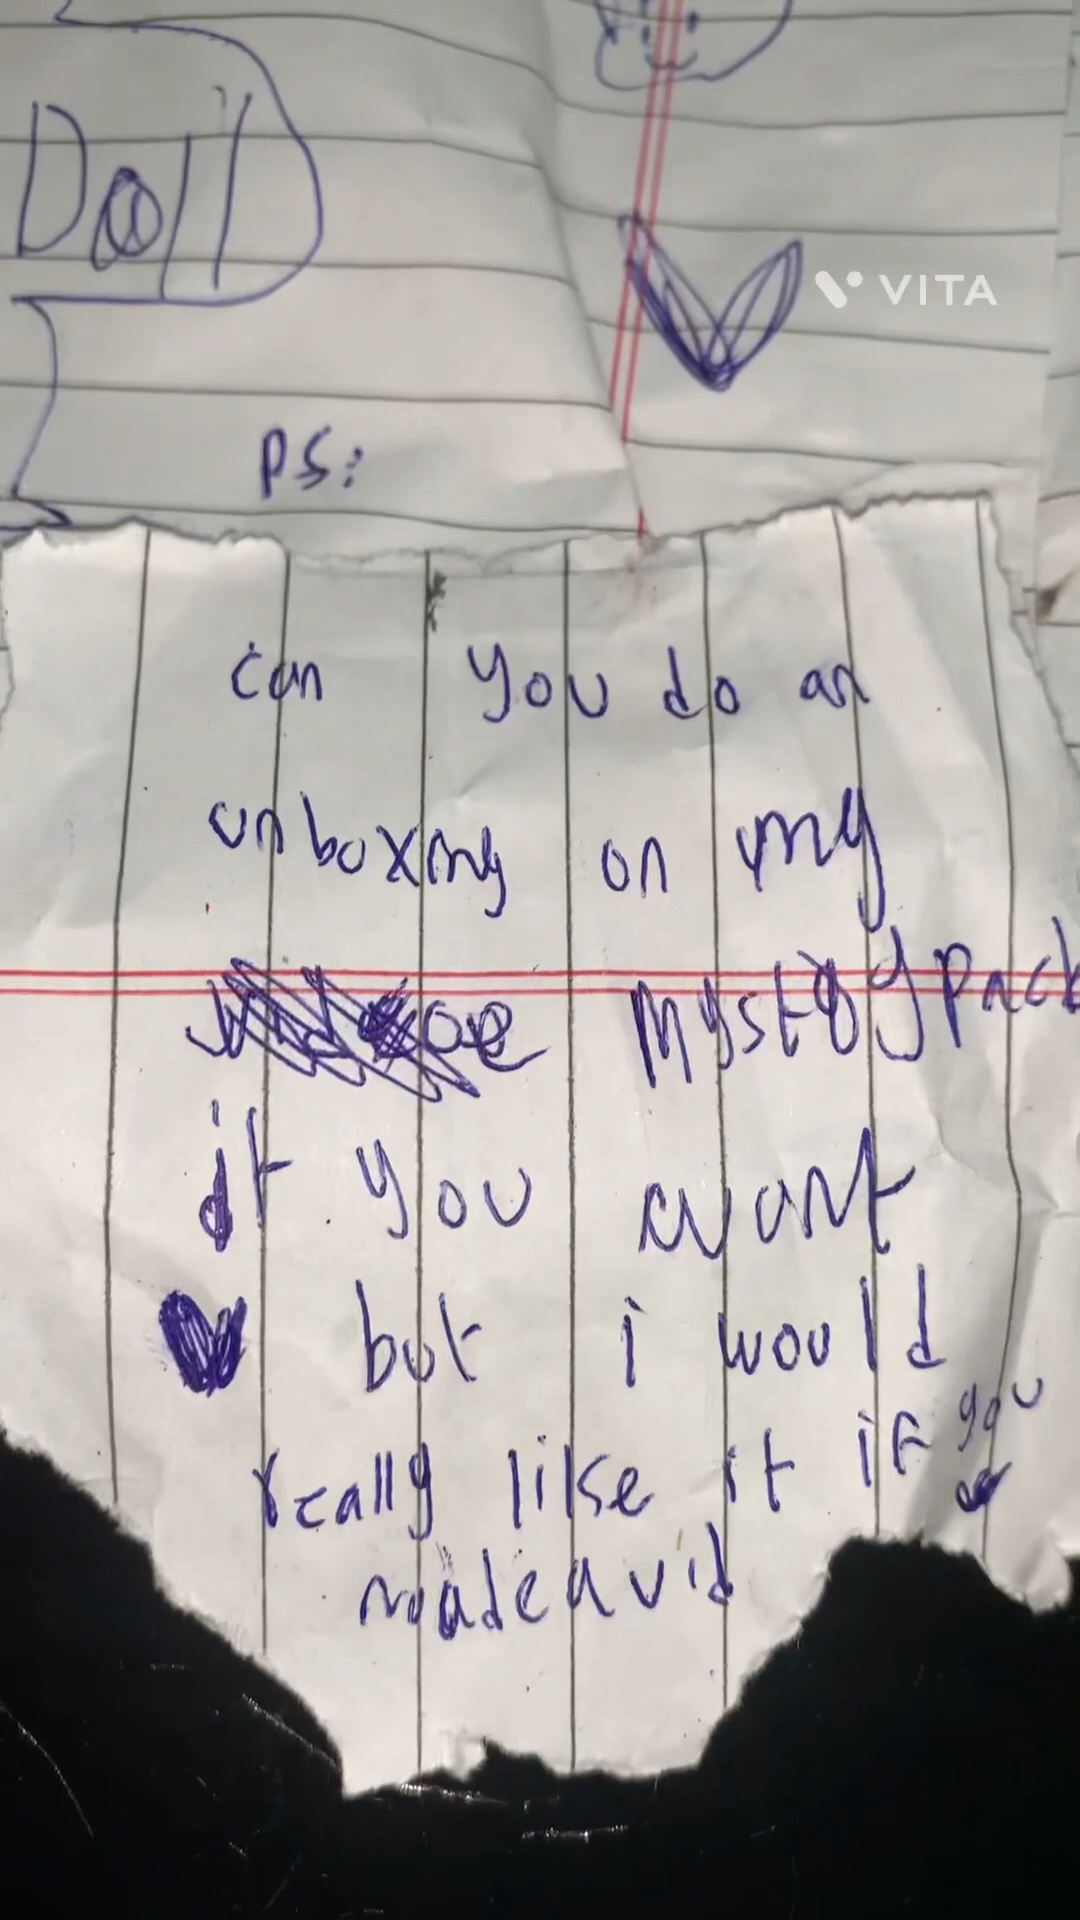 Doll
VITA
PS:
can you do an
unboxing on my
mystery pack
if you want
but i would
really like it if you
made a vid